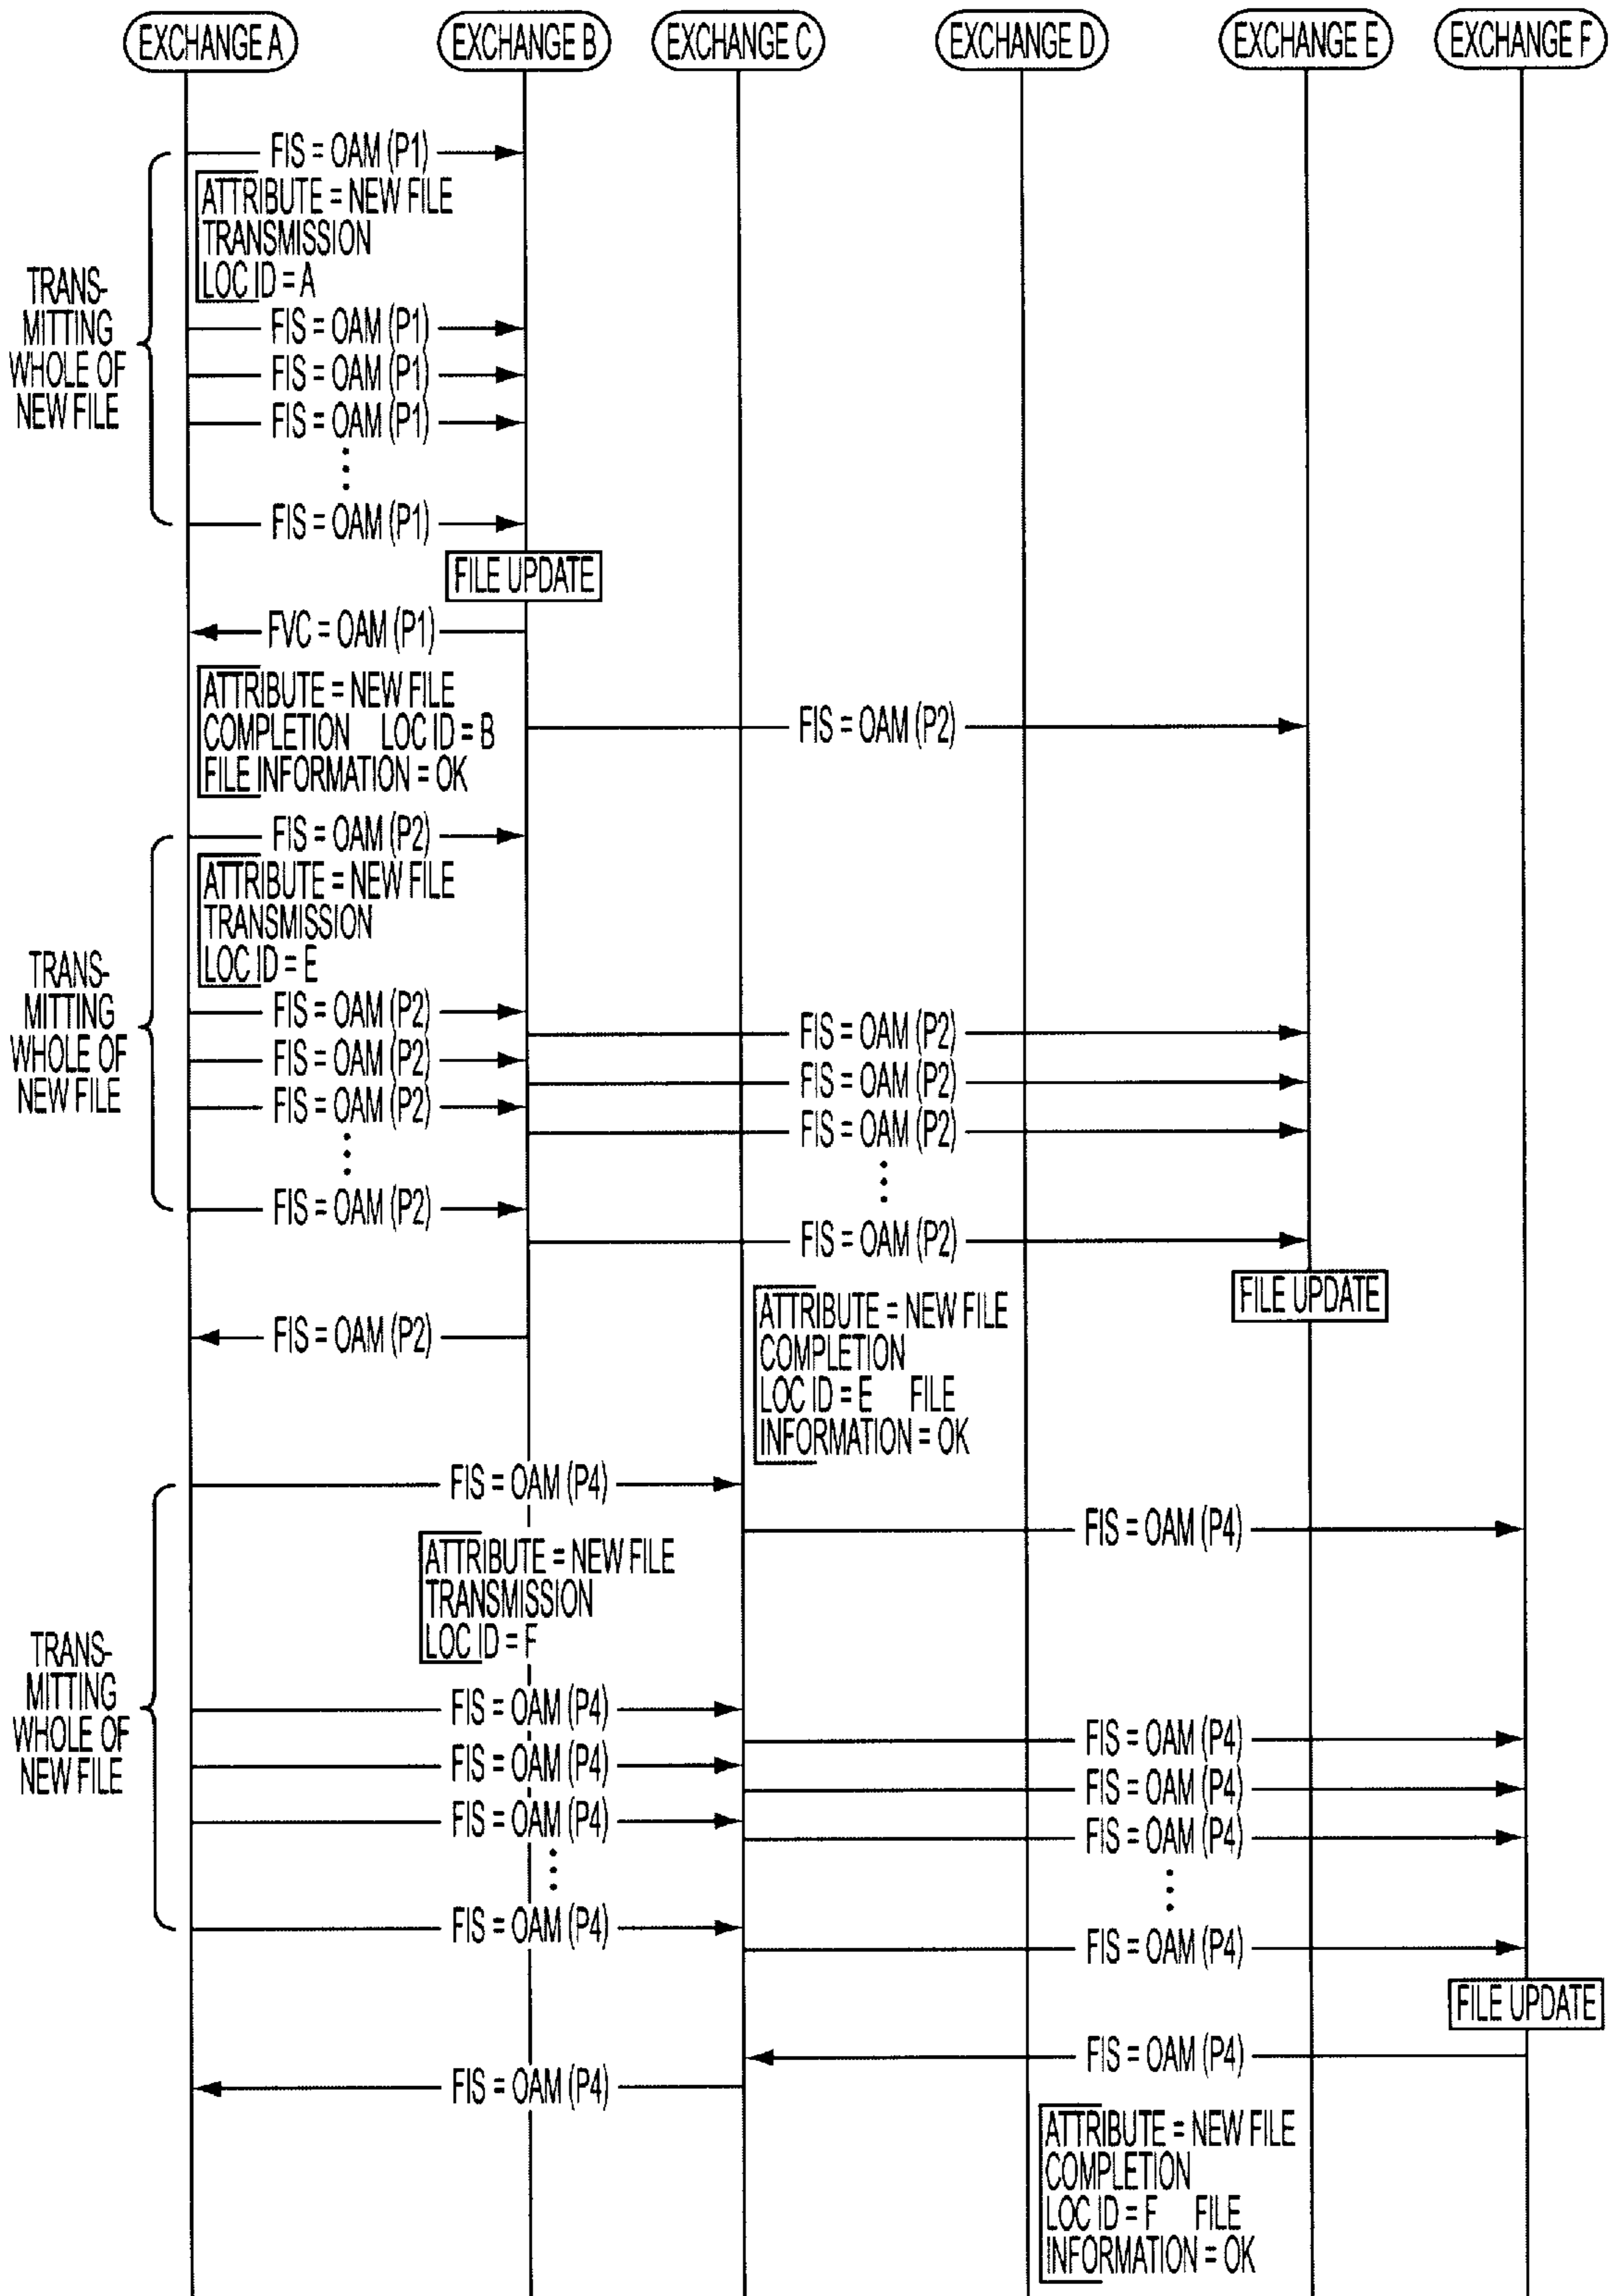 EXCHANGE A
EXCHANGE B
EXCHANGE C
EXCHANGE D
EXCHANGE E
EXCHANGE F
FIS = OAM (P1)
ATTRIBUTE = NEW FILE
TRANSMISSION
LOC ID = A
TRANS-
MITTING
WHOLE OF
NEW FILE
FIS = OAM (P1)
FIS = OAM (P1)
FIS = OAM (P1)
FIS = OAM (P1)
FILE UPDATE
FVC = OAM (P1)
ATTRIBUTE = NEW FILE
COMPLETION LOC ID = B
FILE INFORMATION = OK
FIS = OAM (P2)
FIS = OAM (P2)
ATTRIBUTE = NEW FILE
TRANSMISSION
LOC ID = E
TRANS-
MITTING
WHOLE OF
NEW FILE
FIS = OAM (P2)
FIS = OAM (P2)
FIS = OAM (P2)
FIS = OAM (P2)
FIS = OAM (P2)
FIS = OAM (P2)
FIS = OAM (P2)
FIS = OAM (P2)
FILE UPDATE
FIS = OAM (P2)
ATTRIBUTE = NEW FILE
COMPLETION
LOC ID = E FILE
INFORMATION = OK
FIS = OAM (P4)
FIS = OAM (P4)
ATTRIBUTE = NEW FILE
TRANSMISSION
LOC ID = F
TRANS-
MITTING
WHOLE OF
NEW FILE
FIS = OAM (P4)
FIS = OAM (P4)
FIS = OAM (P4)
FIS = OAM (P4)
FIS = OAM (P4)
FIS = OAM (P4)
FIS = OAM (P4)
FIS = OAM (P4)
FILE UPDATE
FIS = OAM (P4)
FIS = OAM (P4)
ATTRIBUTE = NEW FILE
COMPLETION
LOC ID = F FILE
INFORMATION = OK